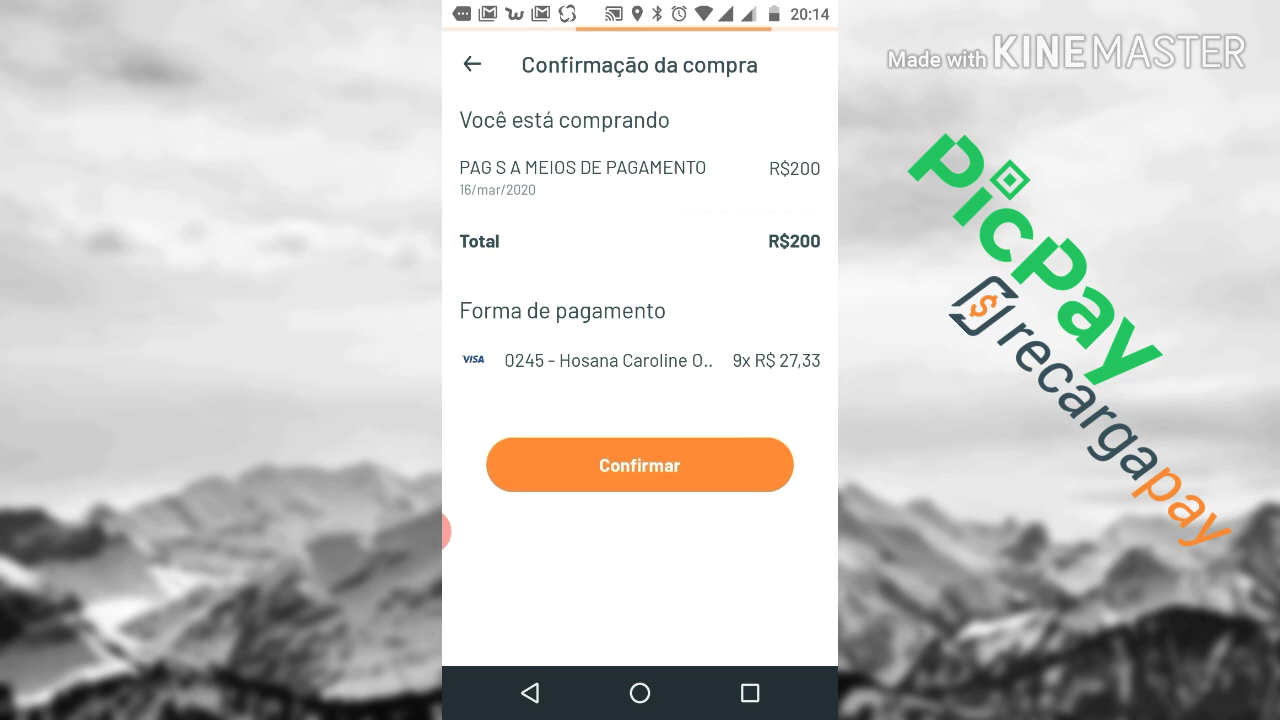 20:14
Made with KINEMASTER
Confirmação da compra
Você está comprando
PAG S A MEIOS DE PAGAMENTO R$200
16/mar/2020
Total R$200
Forma de pagamento
VISA 0245 - Hosana Caroline O.. 9x R$ 27,33
Confirmar
PicPay
recargapay